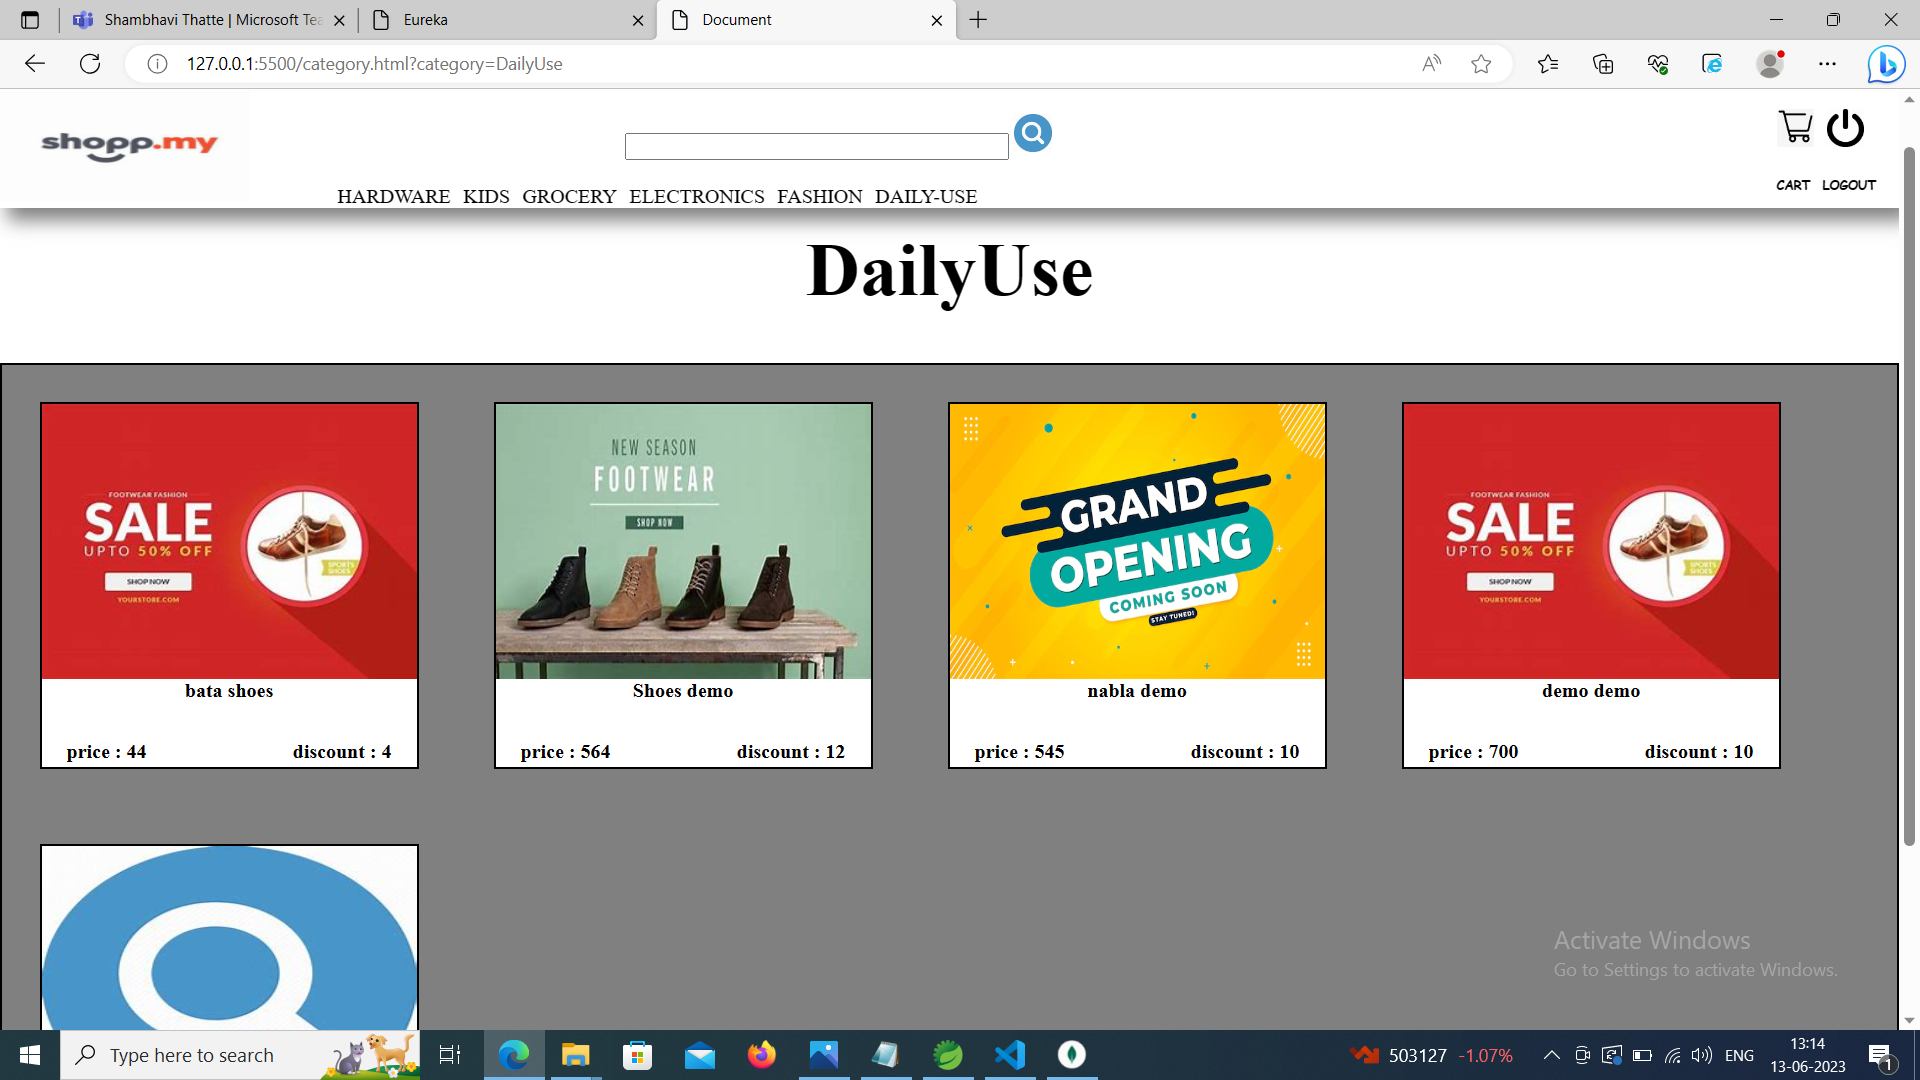 Shambhavi Thatte | Microsoft Tea
Eureka
Document
127.0.0.1:5500/category.html?category=DailyUse
shopp.my
CART LOGOUT
HARDWARE KIDS GROCERY ELECTRONICS FASHION DAILY-USE
DailyUse
FOOTWEAR FASHION
SALE
UPTO 50% OFF
SHOP NOW
YOURSTORE.COM
SPORTS
SHOES
bata shoes
price : 44 discount : 4
NEW SEASON
FOOTWEAR
SHOP NOW
Shoes demo
price : 564 discount : 12
GRAND
OPENING
COMING SOON
STAY TUNED!
nabla demo
price : 545 discount : 10
FOOTWEAR FASHION
SALE
UPTO 50% OFF
SHOP NOW
YOURSTORE.COM
SPORTS
SHOES
demo demo
price : 700 discount : 10
Activate Windows
Go to Settings to activate Windows.
Type here to search
503127 -1.07%
ENG
13:14
13-06-2023
1